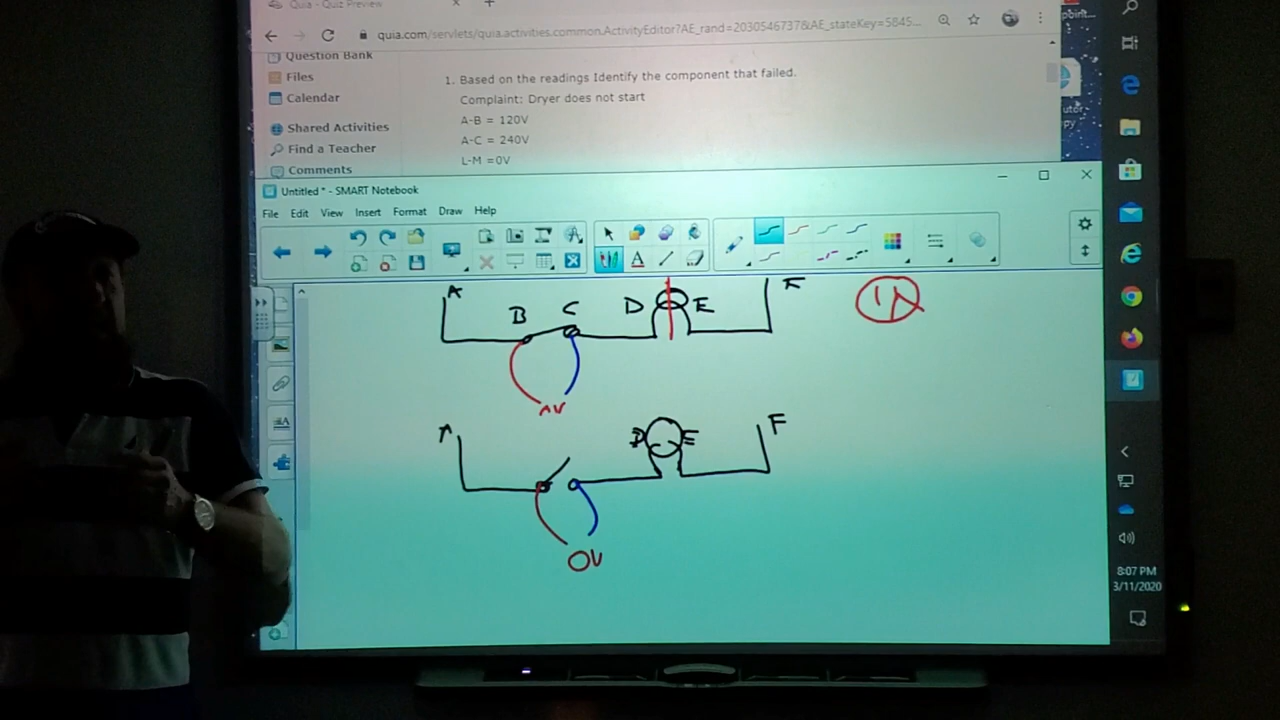 Quia - Quiz Preview
quia.com/servlets/quia.activities.common.ActivityEditor?AE_rand=2030546737&AE_stateKey=5845...
Question Bank
Files
Calendar
Shared Activities
Find a Teacher
Comments
1. Based on the readings Identify the component that failed.
Complaint: Dryer does not start
A-B = 120V
A-C = 240V
L-M =0V
Untitled * - SMART Notebook
File Edit View Insert Format Draw Help
A B C D E F
D E F
OV
8:07 PM
3/11/2020